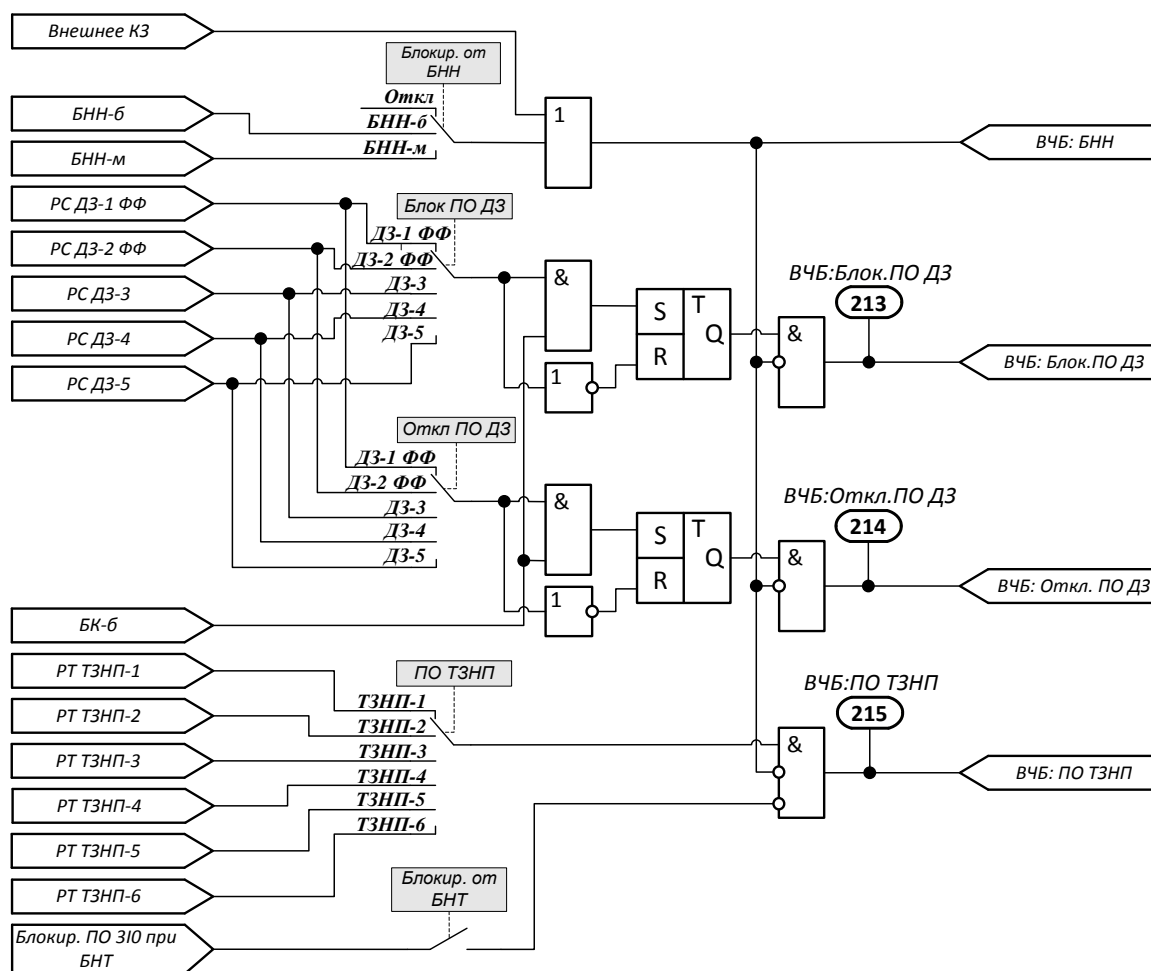 Внешнее КЗ
Блокир. от
БНН
Откл
БНН-б
БНН-м
БНН-б
БНН-м
1
ВЧБ: БНН
РС ДЗ-1 ФФ
РС ДЗ-2 ФФ
РС ДЗ-3
РС ДЗ-4
РС ДЗ-5
Блок ПО ДЗ
ДЗ-1 ФФ
ДЗ-2 ФФ
ДЗ-3
ДЗ-4
ДЗ-5
&
1
S
R
T
Q
&
ВЧБ:Блок.ПО ДЗ
213
ВЧБ: Блок.ПО ДЗ
Откл ПО ДЗ
ДЗ-1 ФФ
ДЗ-2 ФФ
ДЗ-3
ДЗ-4
ДЗ-5
&
1
S
R
T
Q
&
ВЧБ:Откл.ПО ДЗ
214
ВЧБ: Откл. ПО ДЗ
БК-б
РТ ТЗНП-1
РТ ТЗНП-2
РТ ТЗНП-3
РТ ТЗНП-4
РТ ТЗНП-5
РТ ТЗНП-6
ПО ТЗНП
ТЗНП-1
ТЗНП-2
ТЗНП-3
ТЗНП-4
ТЗНП-5
ТЗНП-6
&
ВЧБ:ПО ТЗНП
215
ВЧБ: ПО ТЗНП
Блокир. от
БНТ
Блокир. ПО 3I0 при
БНТ